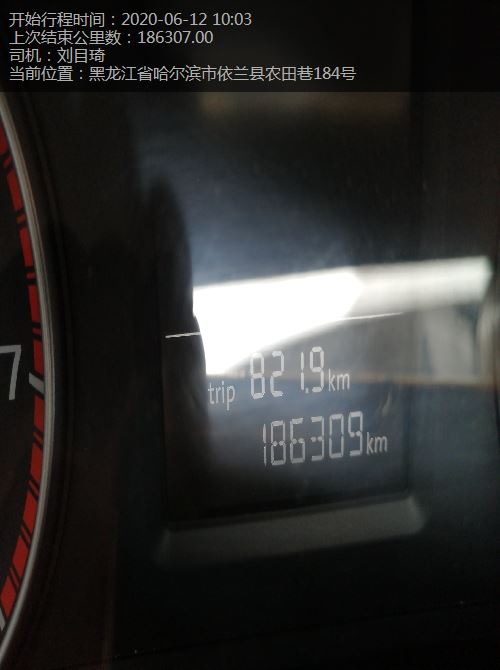 开始行程时间：2020-06-12 10:03
上次结束公里数：186307.00
司机：刘目琦
当前位置：黑龙江省哈尔滨市依兰县农田巷184号
7
trip 821.9km
186309km